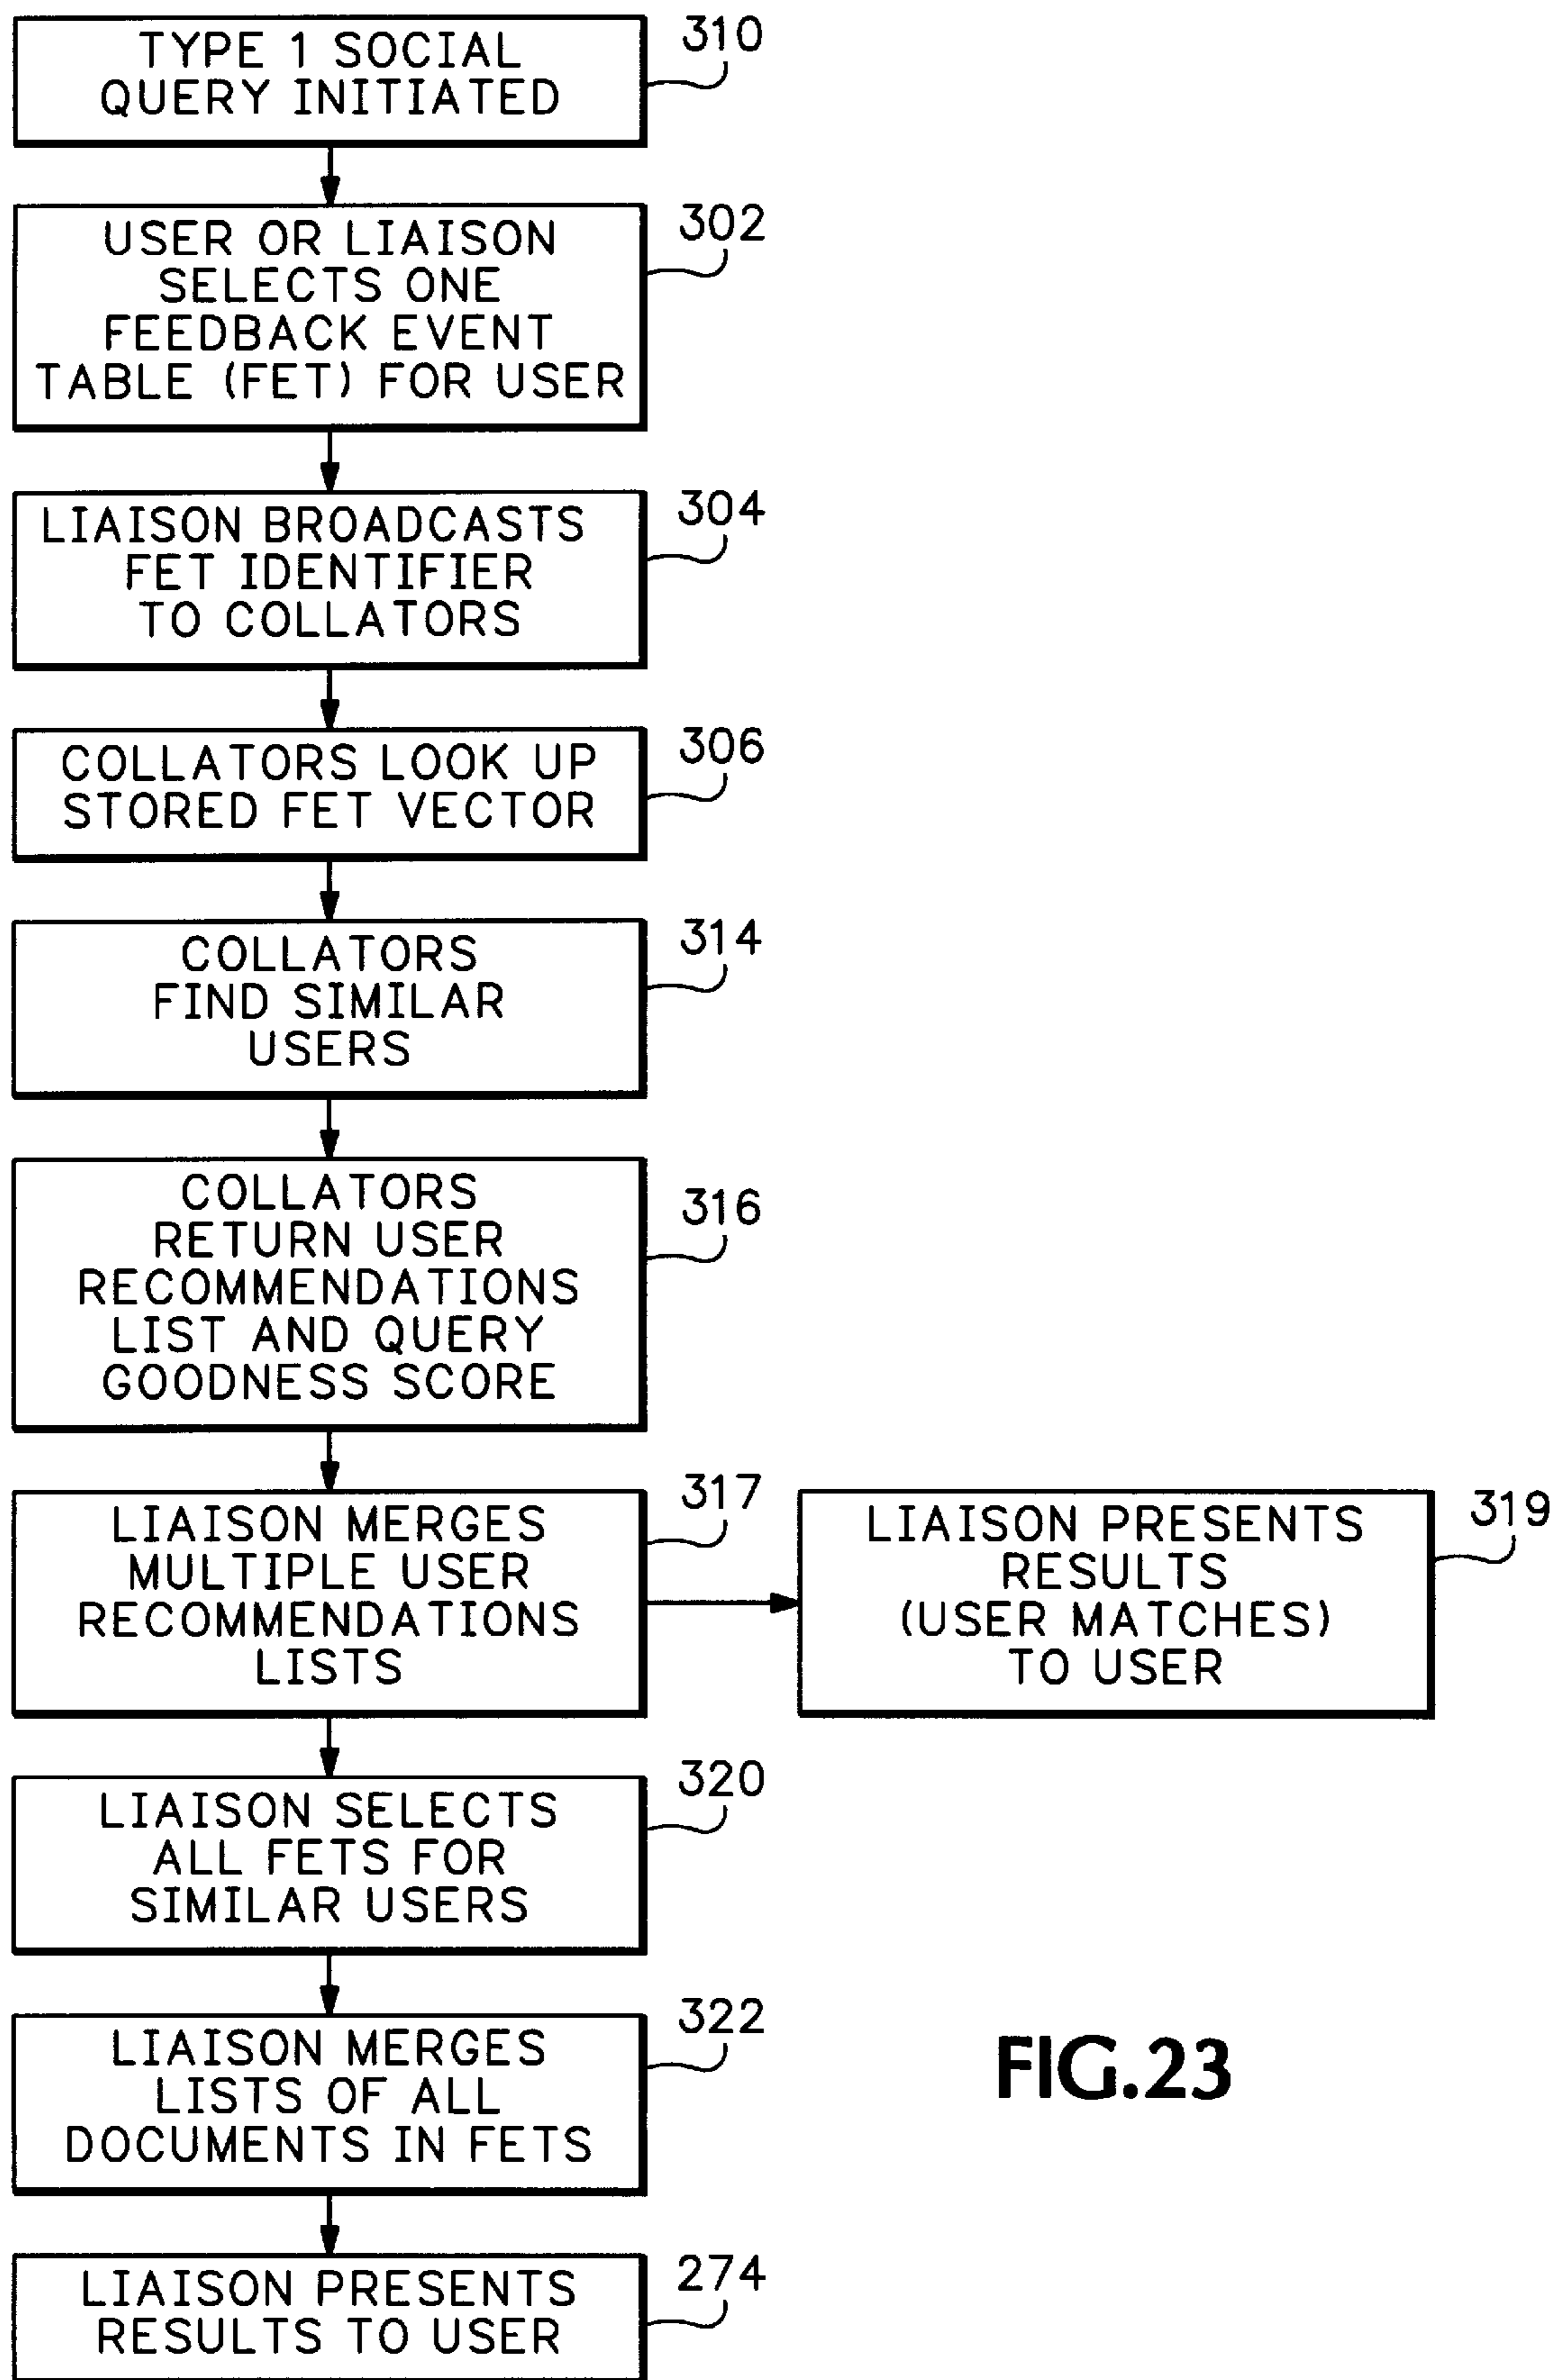 TYPE 1 SOCIAL
QUERY INITIATED
310
USER OR LIAISON
SELECTS ONE
FEEDBACK EVENT
TABLE (FET) FOR USER
302
LIAISON BROADCASTS
FET IDENTIFIER
TO COLLATORS
304
COLLATORS LOOK UP
STORED FET VECTOR
306
COLLATORS
FIND SIMILAR
USERS
314
COLLATORS
RETURN USER
RECOMMENDATIONS
LIST AND QUERY
GOODNESS SCORE
316
LIAISON MERGES
MULTIPLE USER
RECOMMENDATIONS
LISTS
317
LIAISON PRESENTS
RESULTS
(USER MATCHES)
TO USER
319
LIAISON SELECTS
ALL FETS FOR
SIMILAR USERS
320
LIAISON MERGES
LISTS OF ALL
DOCUMENTS IN FETS
322
LIAISON PRESENTS
RESULTS TO USER
274
FIG.23